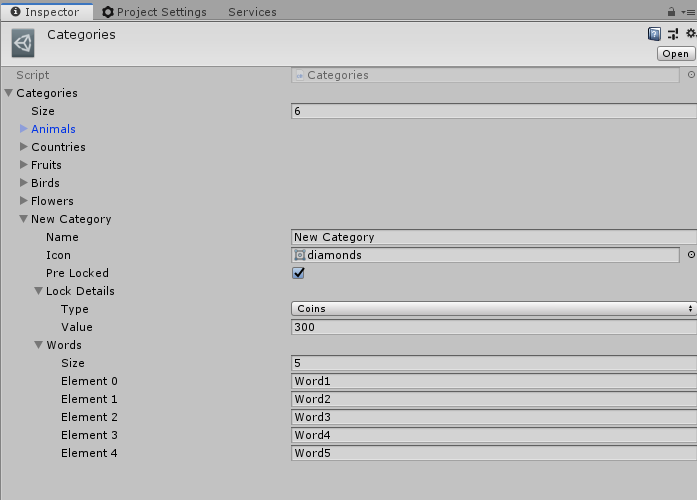 Inspector Project Settings Services
Categories
Open
Script Categories
Categories
Size 6
Animals
Countries
Fruits
Birds
Flowers
New Category
Name New Category
Icon diamonds
Pre Locked
Lock Details
Type Coins
Value 300
Words
Size 5
Element 0 Word1
Element 1 Word2
Element 2 Word3
Element 3 Word4
Element 4 Word5